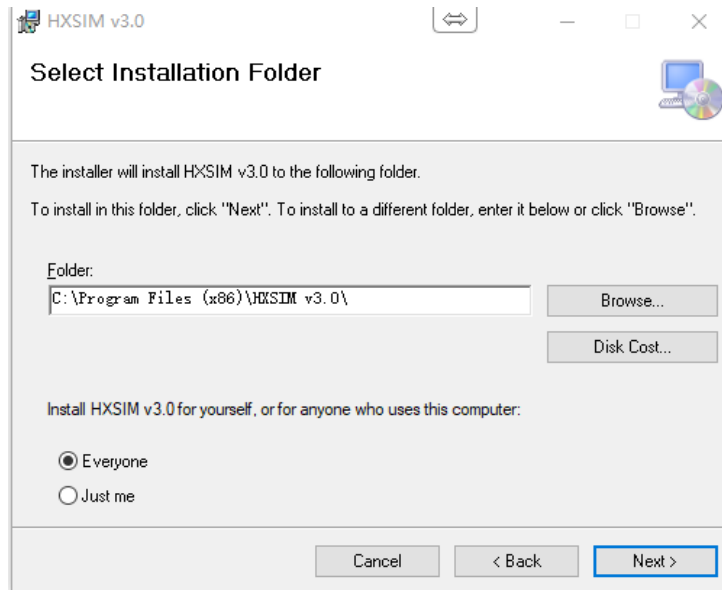 HXSIM v3.0
Select Installation Folder
The installer will install HXSIM v3.0 to the following folder.
To install in this folder, click "Next". To install to a different folder, enter it below or click "Browse".
Folder:
C:\Program Files (x86)\HXSIM v3.0\
Browse...
Disk Cost...
Install HXSIM v3.0 for yourself, or for anyone who uses this computer:
Everyone
Just me
Cancel
< Back
Next >